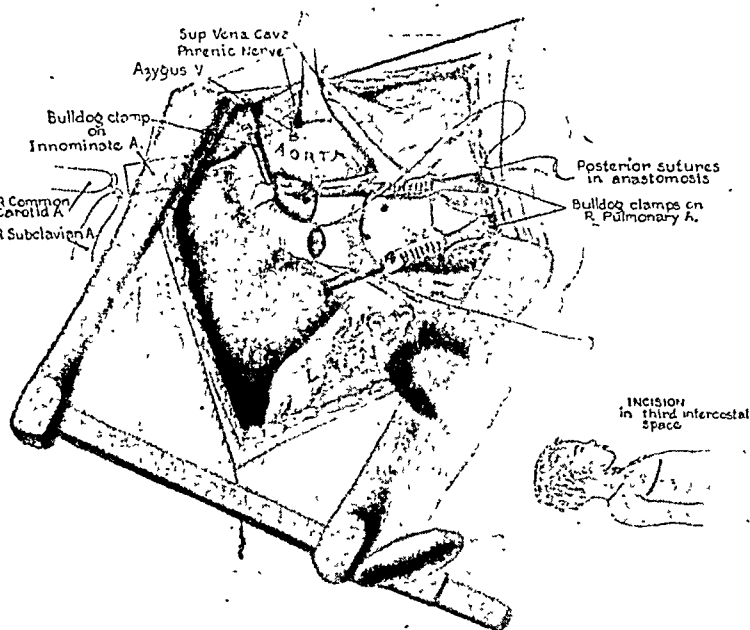 Sup Vena Cava
Phrenic Nerve
Azygus V
Bulldog clamp
on
Innominate A.
AORTA
R Common
Carotid A
R Subclavian A.
Posterior sutures
in anastomosis
Bulldog clamps on
R. Pulmonary A.
L
INCISION
in third intercostal
space